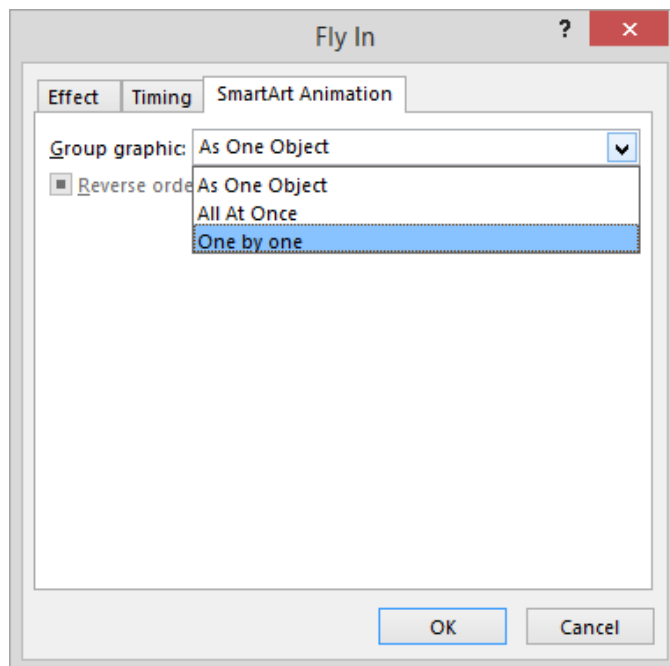 Fly In
?
Effect
Timing
SmartArt Animation
Group graphic: As One Object
Reverse orde
As One Object
All At Once
One by one
OK
Cancel